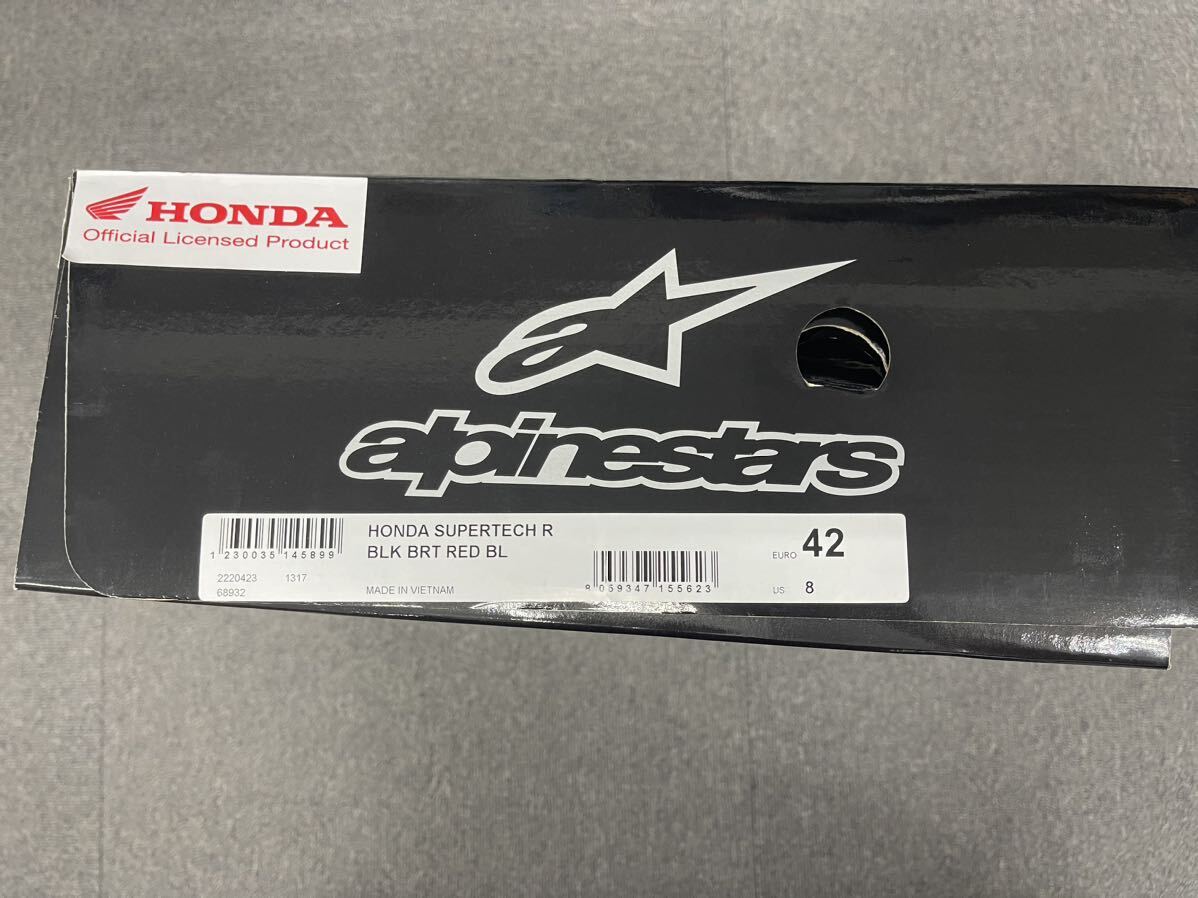 HONDA
Official Licensed Product
alpinestars
1 230035 145899
HONDA SUPERTECH R
BLK BRT RED BL
2220423 1317
68932
MADE IN VIETNAM
8 059347 155623
EURO 42
US 8